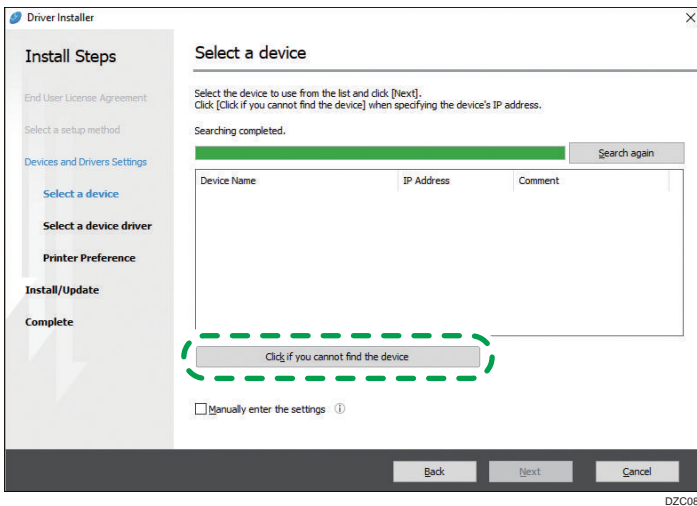 Driver Installer
Install Steps
End User License Agreement
Select a setup method
Devices and Drivers Settings
Select a device
Select a device driver
Printer Preference
Install/Update
Complete
Select a device
Select the device to use from the list and click [Next].
Click [Click if you cannot find the device] when specifying the device's IP address.
Searching completed.
Search again
Device Name IP Address Comment
Click if you cannot find the device
Manually enter the settings
Back Next Cancel
DZC08